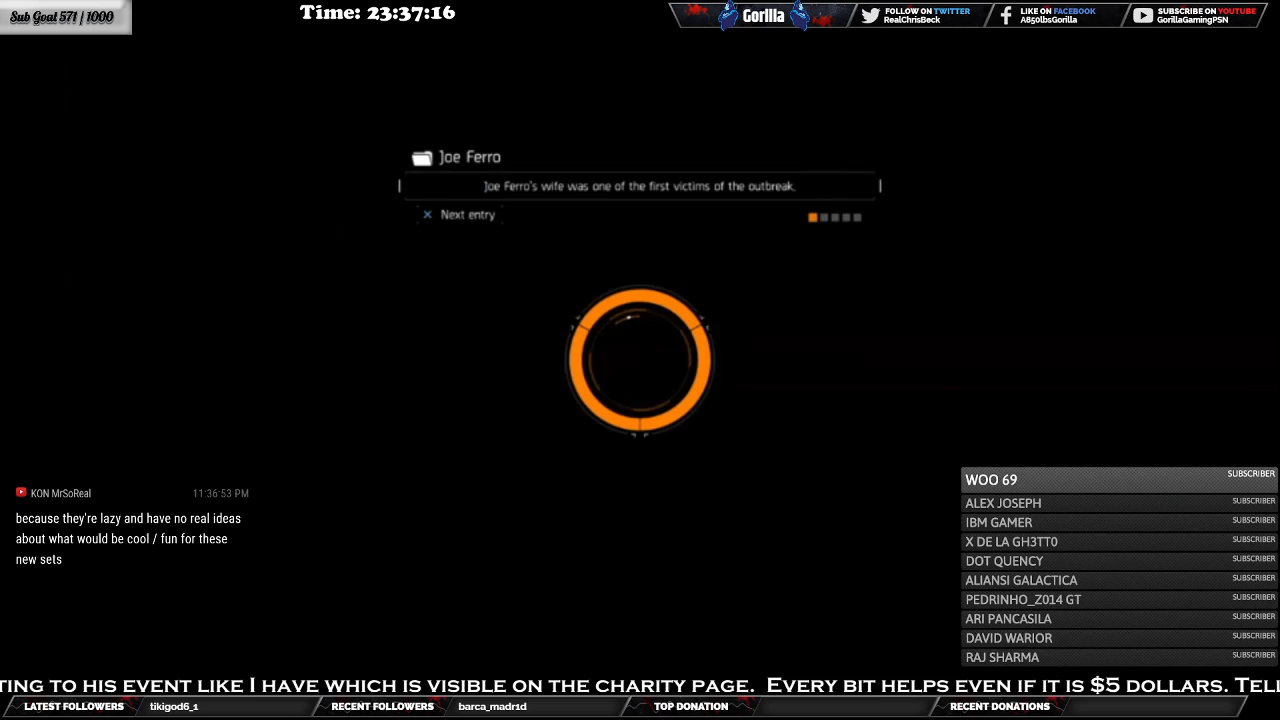 Sub Goal 571 / 1000
Time: 23:37:16
Gorilla
FOLLOW ON TWITTER
RealChrisBeck
LIKE ON FACEBOOK
A850lbsGorilla
SUBSCRIBE ON YOUTUBE
GorillaGamingPSN
Joe Ferro
Joe Ferro's wife was one of the first victims of the outbreak.
Next entry
KON MrSoReal 11:36:53 PM
because they're lazy and have no real ideas
about what would be cool / fun for these
new sets
WOO 69 SUBSCRIBER
ALEX JOSEPH SUBSCRIBER
IBM GAMER SUBSCRIBER
X DE LA GH3TT0 SUBSCRIBER
DOT QUENCY SUBSCRIBER
ALIANSI GALACTICA SUBSCRIBER
PEDRINHO_Z014 GT SUBSCRIBER
ARI PANCASILA SUBSCRIBER
DAVID WARIOR SUBSCRIBER
RAJ SHARMA SUBSCRIBER
TING TO HIS EVENT LIKE I HAVE WHICH IS VISIBLE ON THE CHARITY PAGE. EVERY BIT HELPS EVEN IF IT IS $5 DOLLARS. TELL
LATEST FOLLOWERS tikigod6_1 RECENT FOLLOWERS barca_madr1d TOP DONATION RECENT DONATIONS